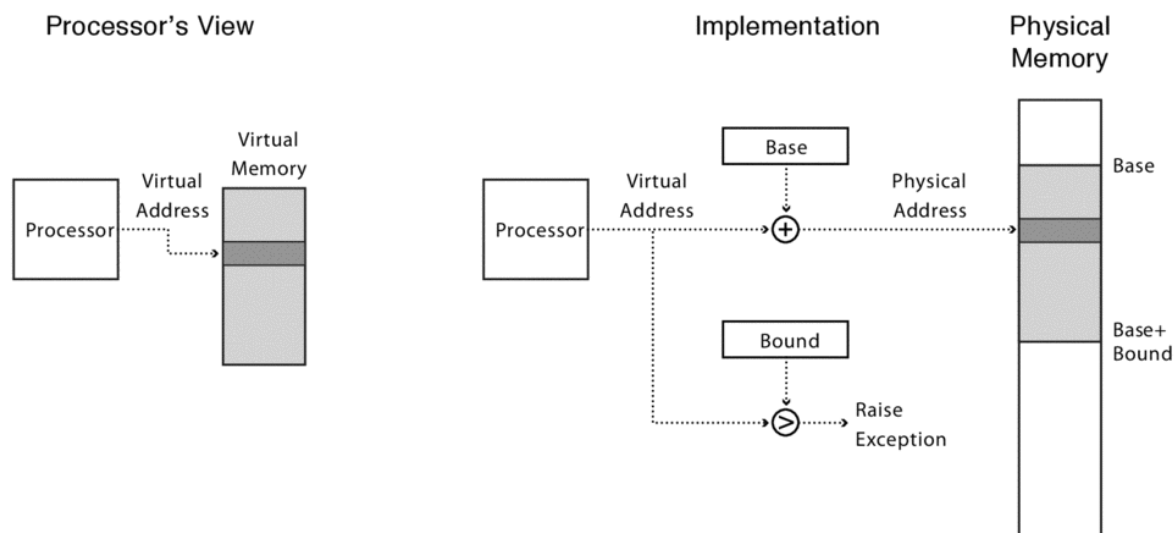 Processor's View
Implementation
Physical
Memory
Virtual
Memory
Virtual
Address
Processor
Processor
Virtual
Address
Base
+
Physical
Address
Base
Bound
Base+
Bound
>
Raise
Exception